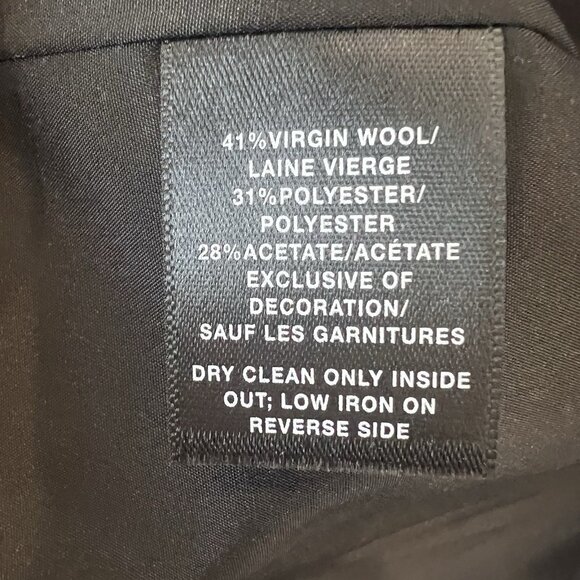 41%VIRGIN WOOL/
LAINE VIERGE
31%POLYESTER/
POLYESTER
28%ACETATE/ACÉTATE
EXCLUSIVE OF
DECORATION/
SAUF LES GARNITURES
DRY CLEAN ONLY INSIDE
OUT; LOW IRON ON
REVERSE SIDE